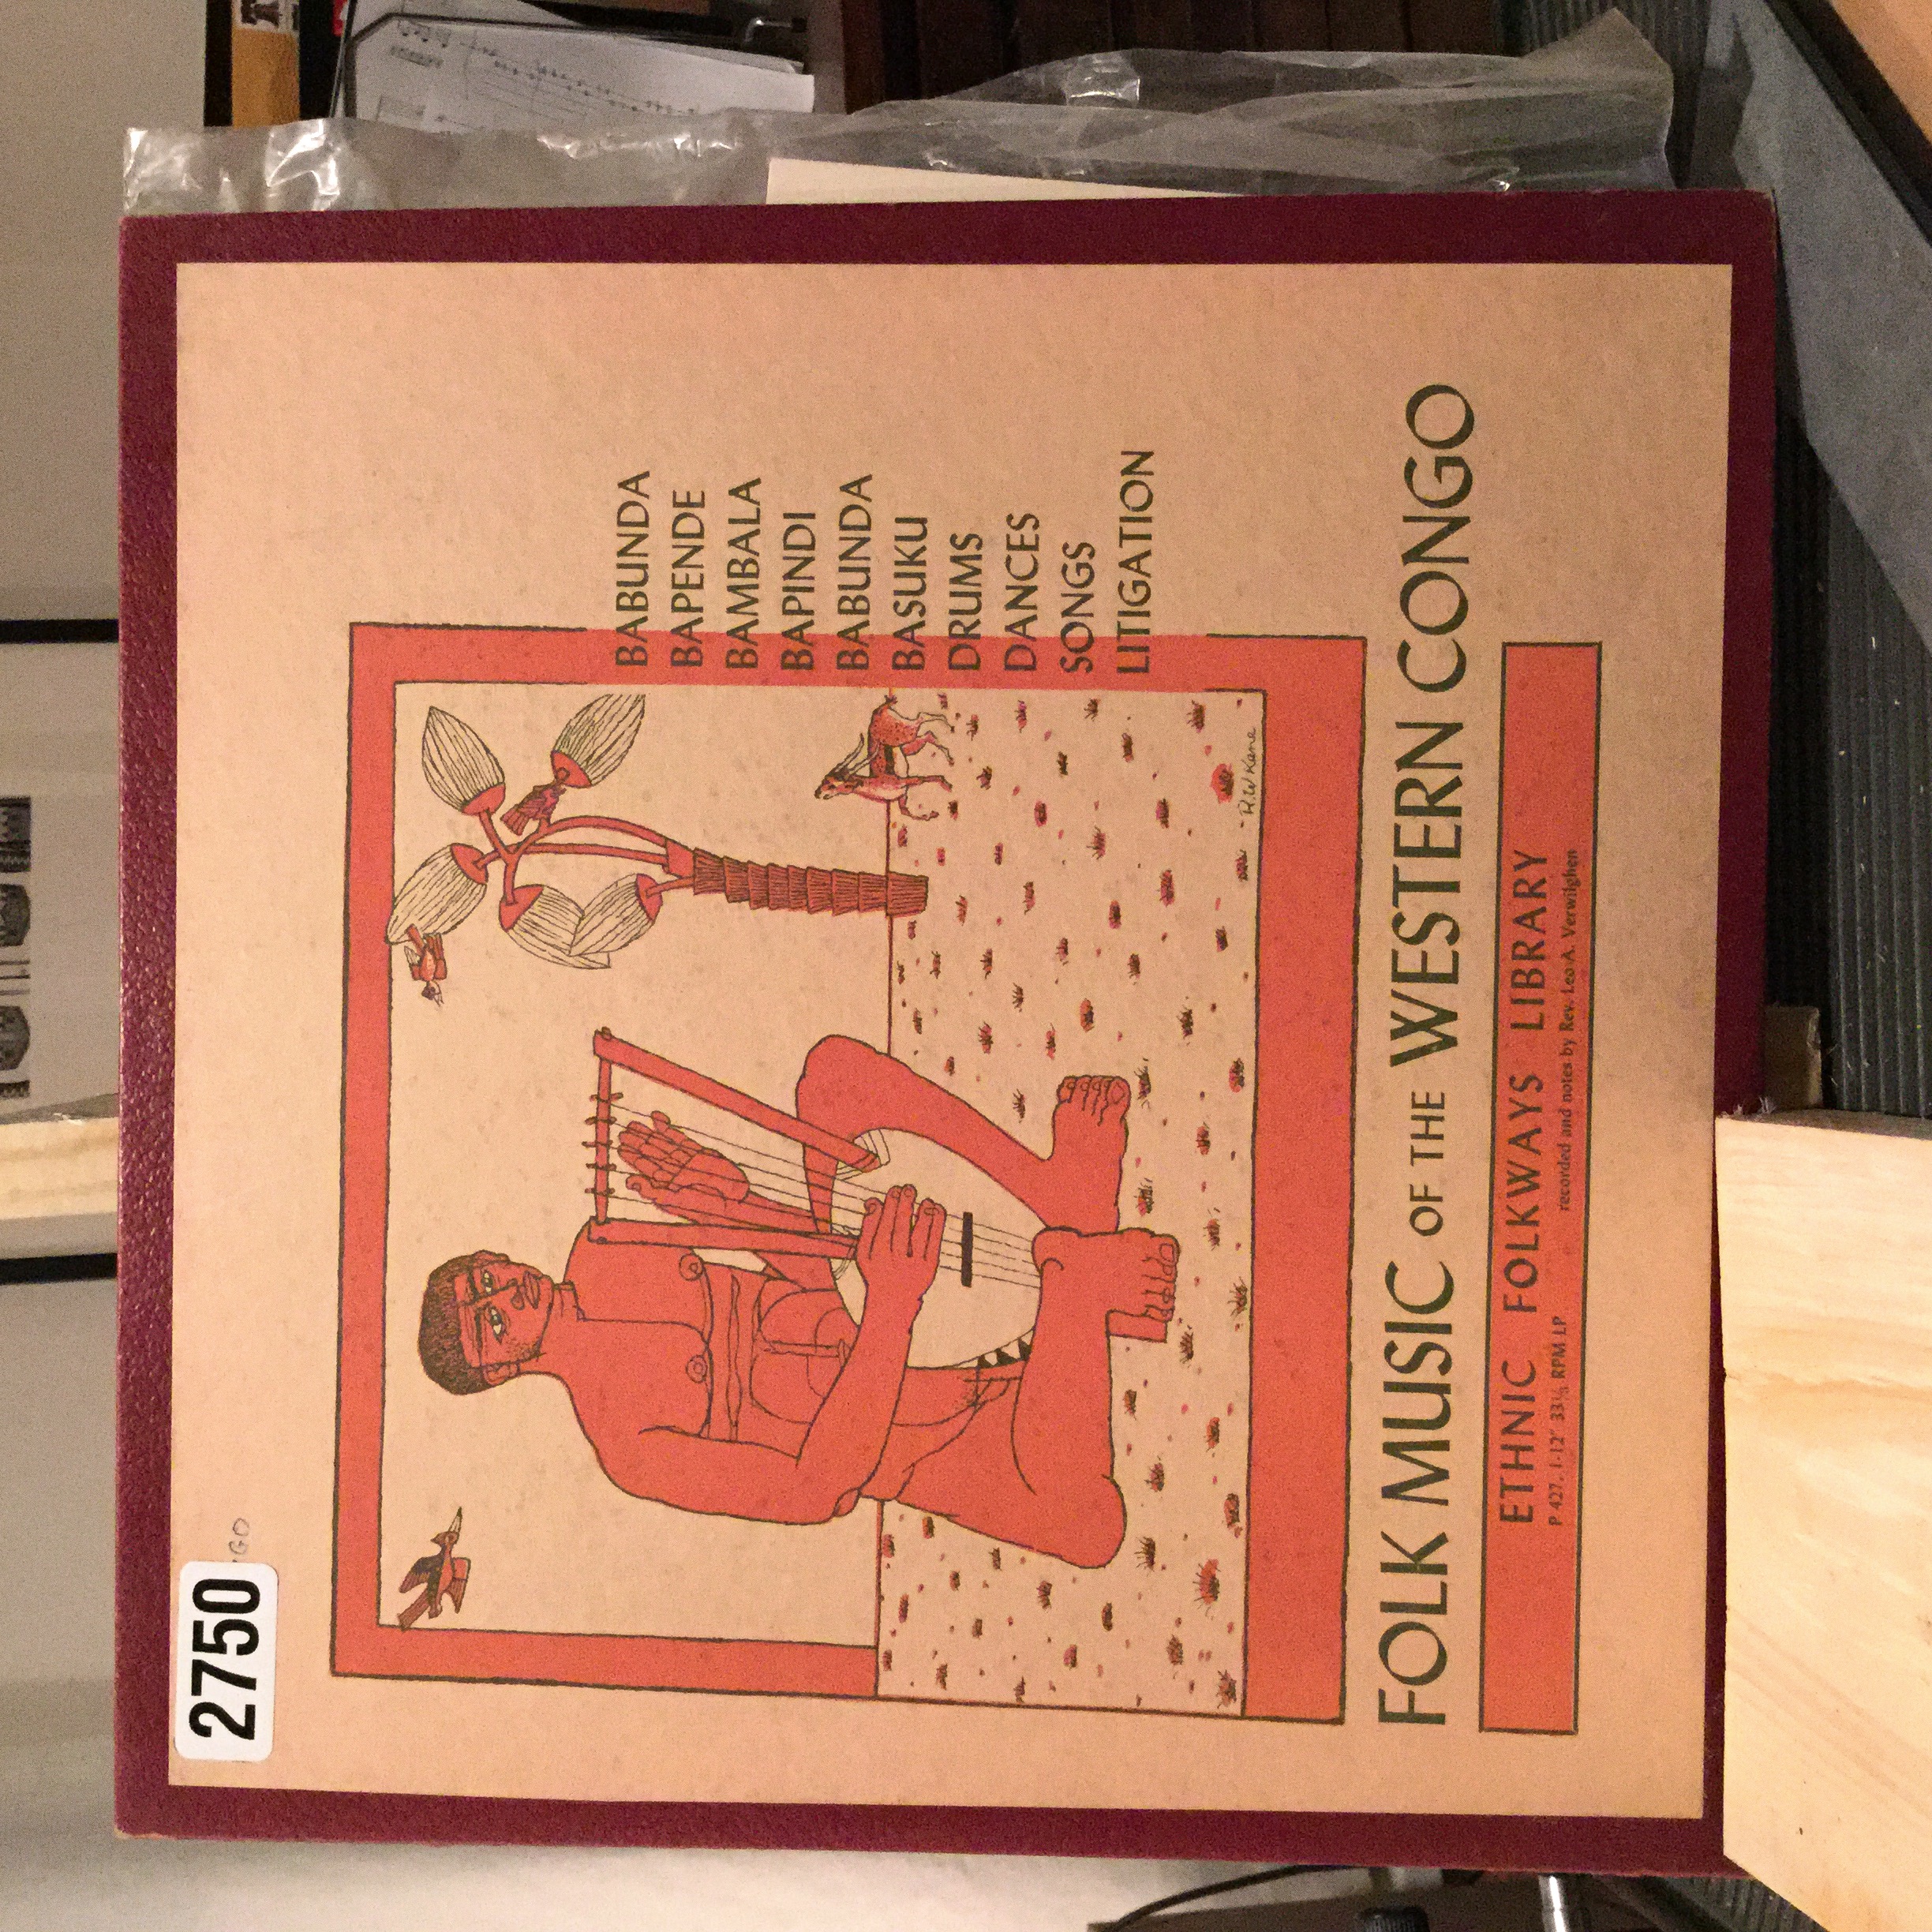 2750
BABUNDA
BAPENDE
BAMBALA
BAPINDI
BABUNDA
BASUKU
DRUMS
DANCES
SONGS
LITIGATION
R.W Kane
FOLK MUSIC OF THE WESTERN CONGO
ETHNIC FOLKWAYS LIBRARY
P 427, 1-12" 33⅓ RPM LP recorded and notes by Rev. Leo A. Verwilghen